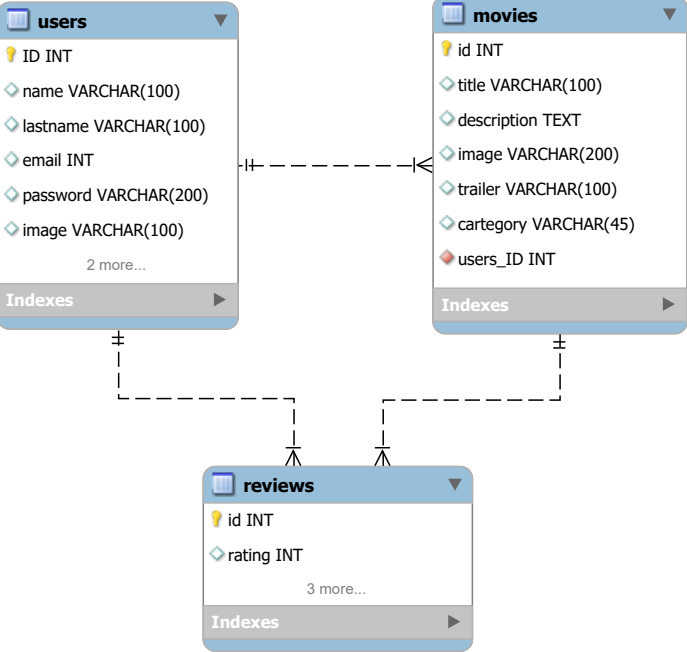 users
ID INT
name VARCHAR(100)
lastname VARCHAR(100)
email INT
password VARCHAR(200)
image VARCHAR(100)
2 more...
Indexes
movies
id INT
title VARCHAR(100)
description TEXT
image VARCHAR(200)
trailer VARCHAR(100)
cartegory VARCHAR(45)
users_ID INT
Indexes
reviews
id INT
rating INT
3 more...
Indexes